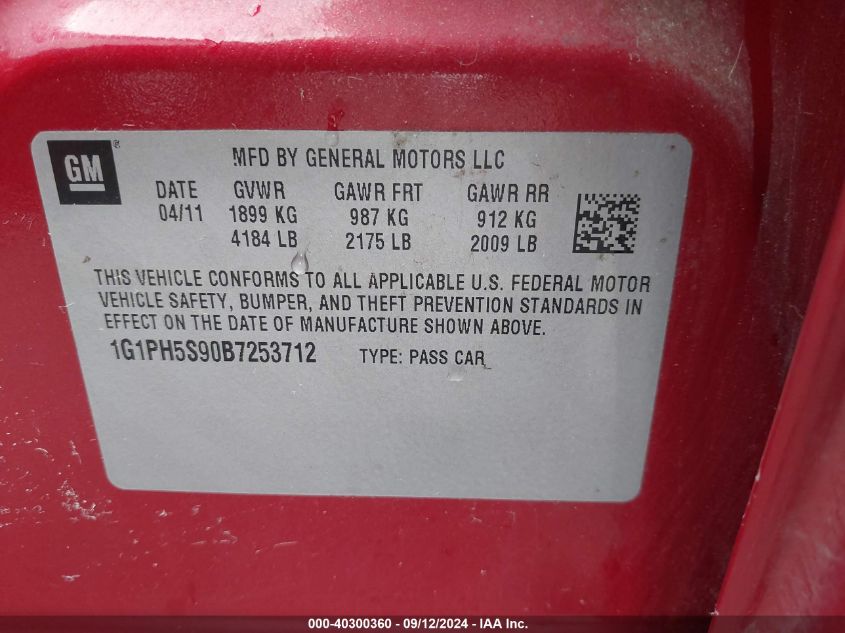 GM ®
MFD BY GENERAL MOTORS LLC
DATE GVWR GAWR FRT GAWR RR
04/11 1899 KG 987 KG 912 KG
4184 LB 2175 LB 2009 LB
THIS VEHICLE CONFORMS TO ALL APPLICABLE U.S. FEDERAL MOTOR
VEHICLE SAFETY, BUMPER, AND THEFT PREVENTION STANDARDS IN
EFFECT ON THE DATE OF MANUFACTURE SHOWN ABOVE.
1G1PH5S90B7253712 TYPE: PASS CAR
000-40300360 - 09/12/2024 - IAA Inc.